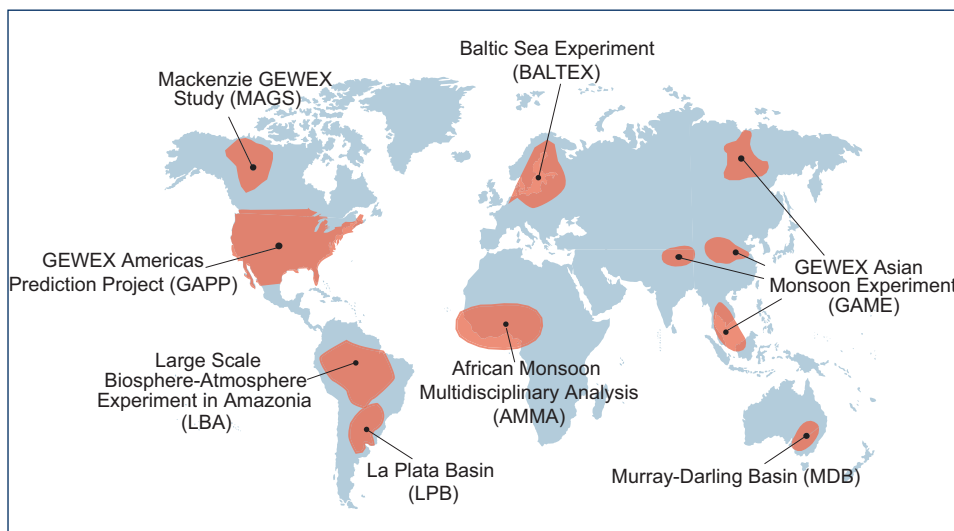 Baltic Sea Experiment
(BALTEX)
Mackenzie GEWEX
Study (MAGS)
GEWEX Americas
Prediction Project (GAPP)
GEWEX Asian
Monsoon Experiment
(GAME)
Large Scale
Biosphere-Atmosphere
Experiment in Amazonia
(LBA)
African Monsoon
Multidisciplinary Analysis
(AMMA)
La Plata Basin
(LPB)
Murray-Darling Basin (MDB)